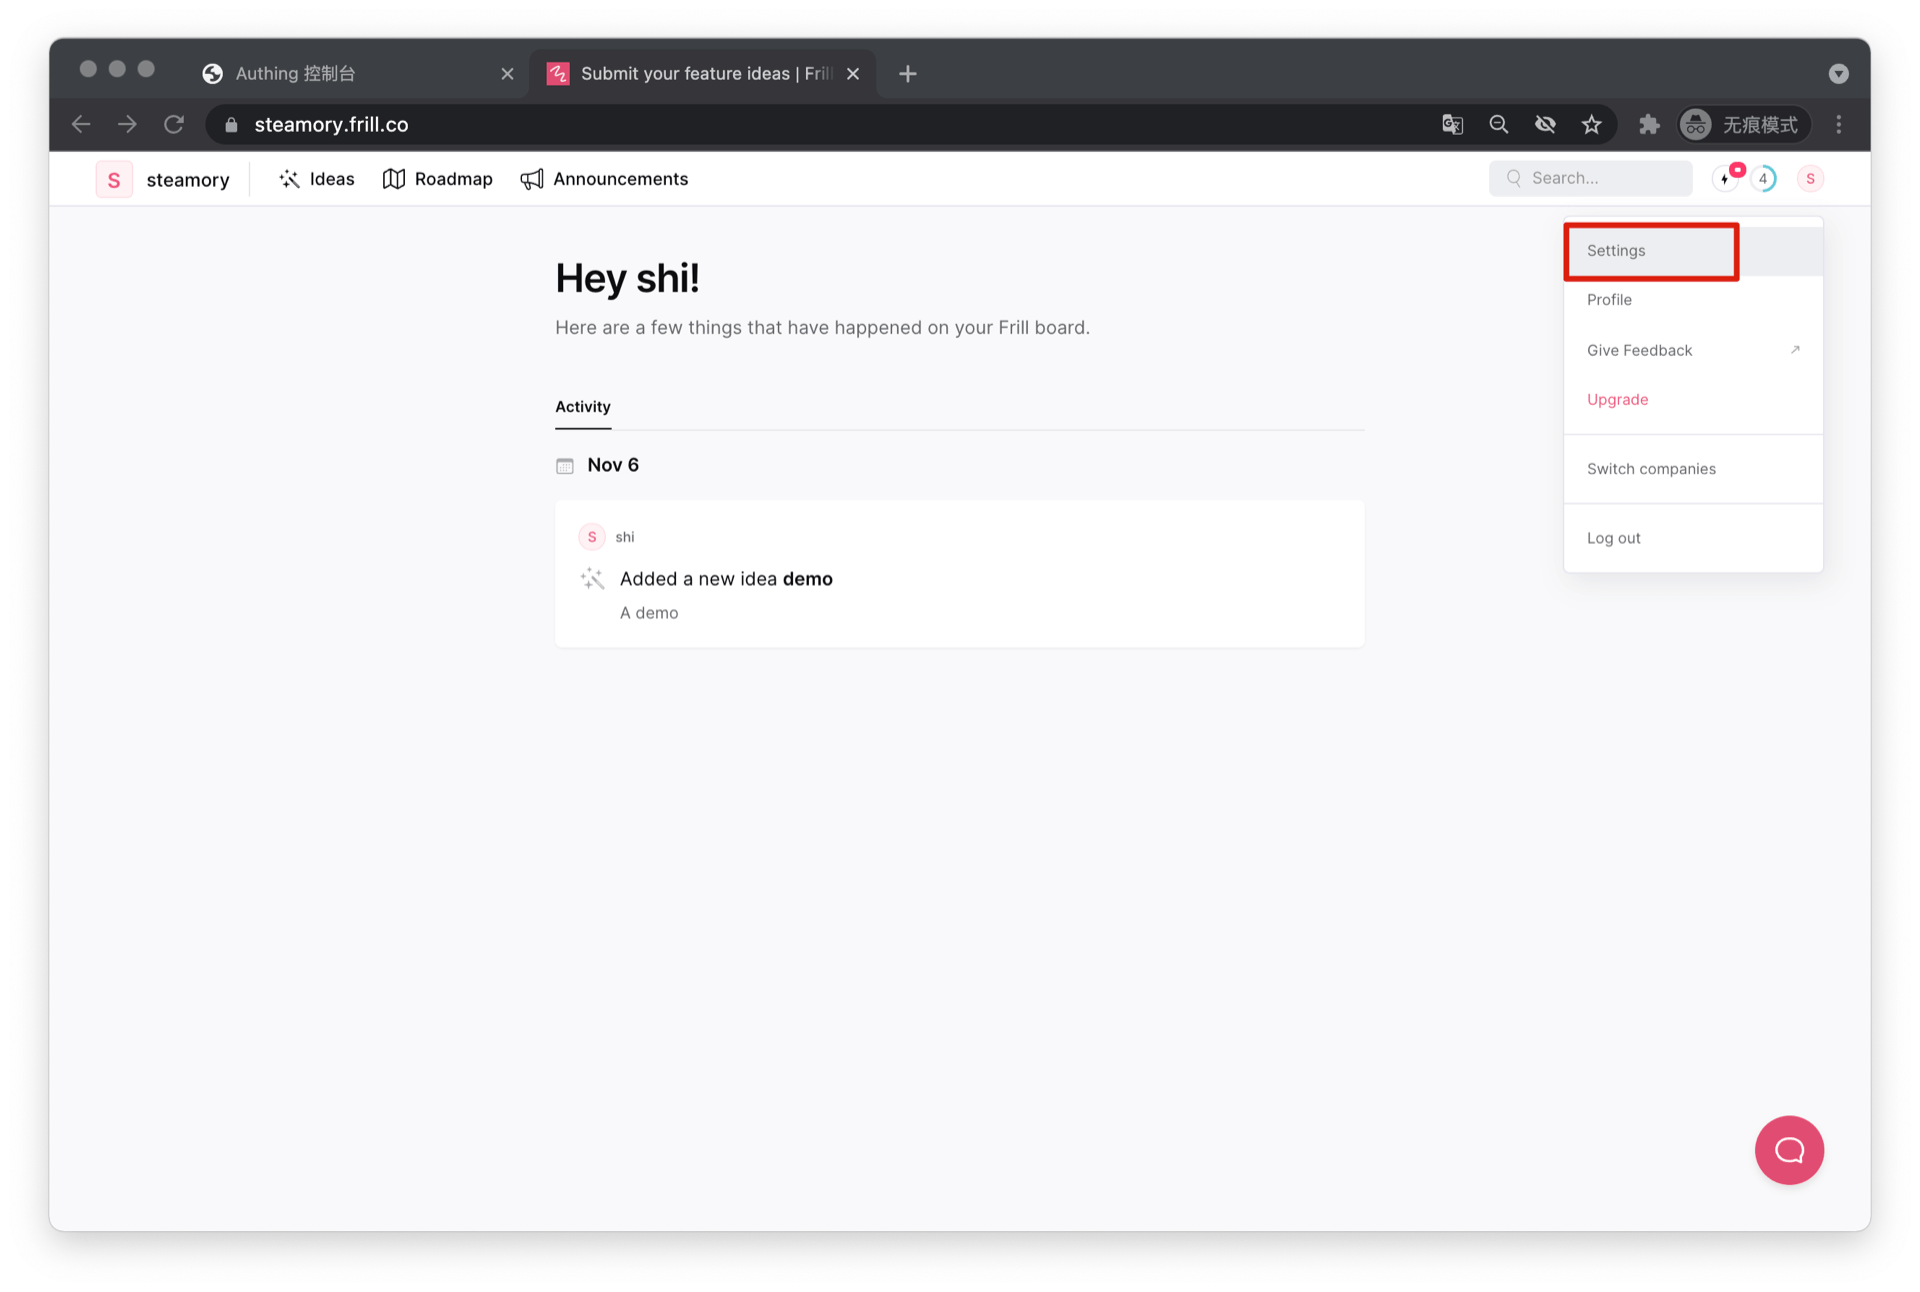 Authing 控制台
Submit your feature ideas | Frill
steamory.frill.co
无痕模式
S steamory
Ideas
Roadmap
Announcements
Search...
4
S
Settings
Profile
Give Feedback
Upgrade
Switch companies
Log out
Hey shi!
Here are a few things that have happened on your Frill board.
Activity
Nov 6
S shi
Added a new idea demo
A demo